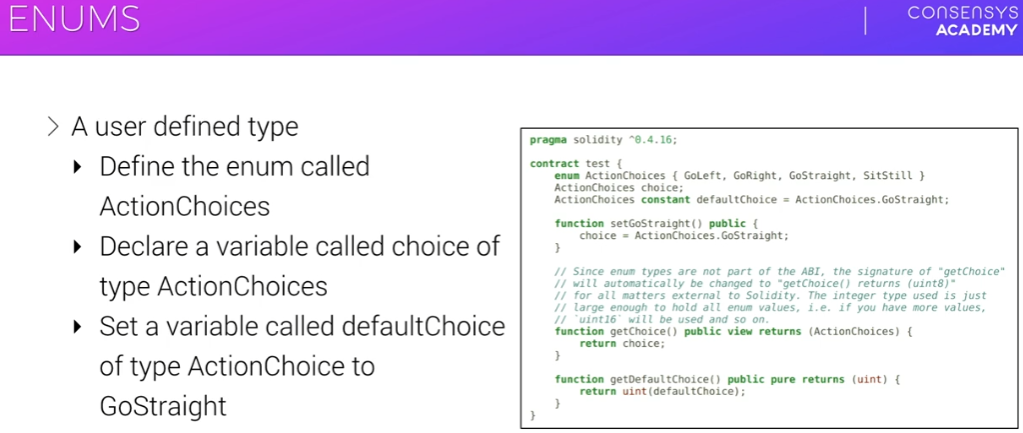 ENUMS
CONSENSYS
ACADEMY
> A user defined type
‣ Define the enum called
ActionChoices
‣ Declare a variable called choice of
type ActionChoices
‣ Set a variable called defaultChoice
of type ActionChoice to
GoStraight
pragma solidity ^0.4.16;
contract test {
enum ActionChoices { GoLeft, GoRight, GoStraight, SitStill }
ActionChoices choice;
ActionChoices constant defaultChoice = ActionChoices.GoStraight;
function setGoStraight() public {
choice = ActionChoices.GoStraight;
}
// Since enum types are not part of the ABI, the signature of "getChoice"
// will automatically be changed to "getChoice() returns (uint8)"
// for all matters external to Solidity. The integer type used is just
// large enough to hold all enum values, i.e. if you have more values,
// `uint16` will be used and so on.
function getChoice() public view returns (ActionChoices) {
return choice;
}
function getDefaultChoice() public pure returns (uint) {
return uint(defaultChoice);
}
}